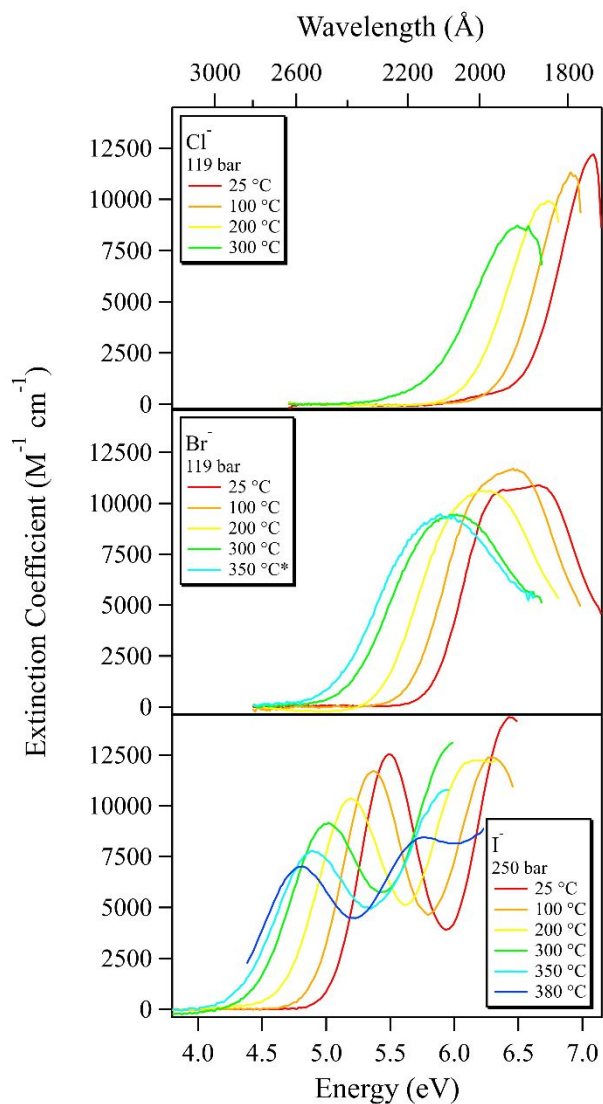 Wavelength (Å)
3000 2600 2200 2000 1800
Cl⁻
119 bar
25 °C
100 °C
200 °C
300 °C
12500
10000
7500
5000
2500
0
Br⁻
119 bar
25 °C
100 °C
200 °C
300 °C
350 °C*
12500
10000
7500
5000
2500
0
Extinction Coefficient (M⁻¹ cm⁻¹)
12500
10000
7500
5000
2500
0
I⁻
250 bar
25 °C
100 °C
200 °C
300 °C
350 °C
380 °C
4.0 4.5 5.0 5.5 6.0 6.5 7.0
Energy (eV)